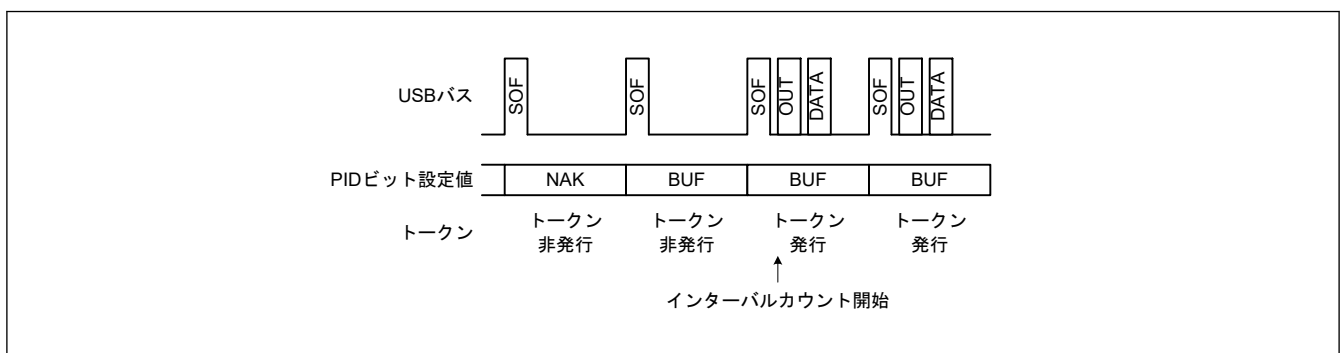 USBバス
SOF
SOF
SOF
OUT
DATA
SOF
OUT
DATA
PIDビット設定値
NAK
BUF
BUF
BUF
トークン
トークン
非発行
トークン
非発行
トークン
発行
トークン
発行
インターバルカウント開始